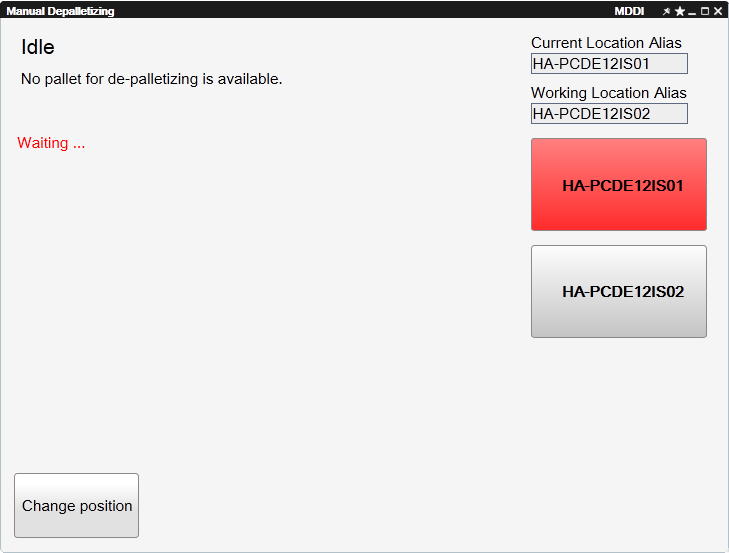 Manual Depalletizing MDDI
Idle
No pallet for de-palletizing is available.
Waiting ...
Current Location Alias
HA-PCDE12IS01
Working Location Alias
HA-PCDE12IS02
HA-PCDE12IS01
HA-PCDE12IS02
Change position